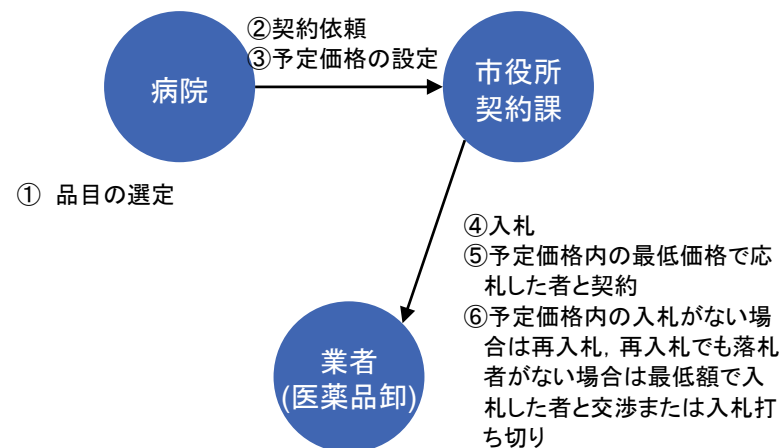 ②契約依頼
③予定価格の設定
病院
市役所
契約課
① 品目の選定
④入札
⑤予定価格内の最低価格で応
札した者と契約
⑥予定価格内の入札がない場
合は再入札，再入札でも落札
者がない場合は最低額で入
札した者と交渉または入札打
ち切り
業者
(医薬品卸)